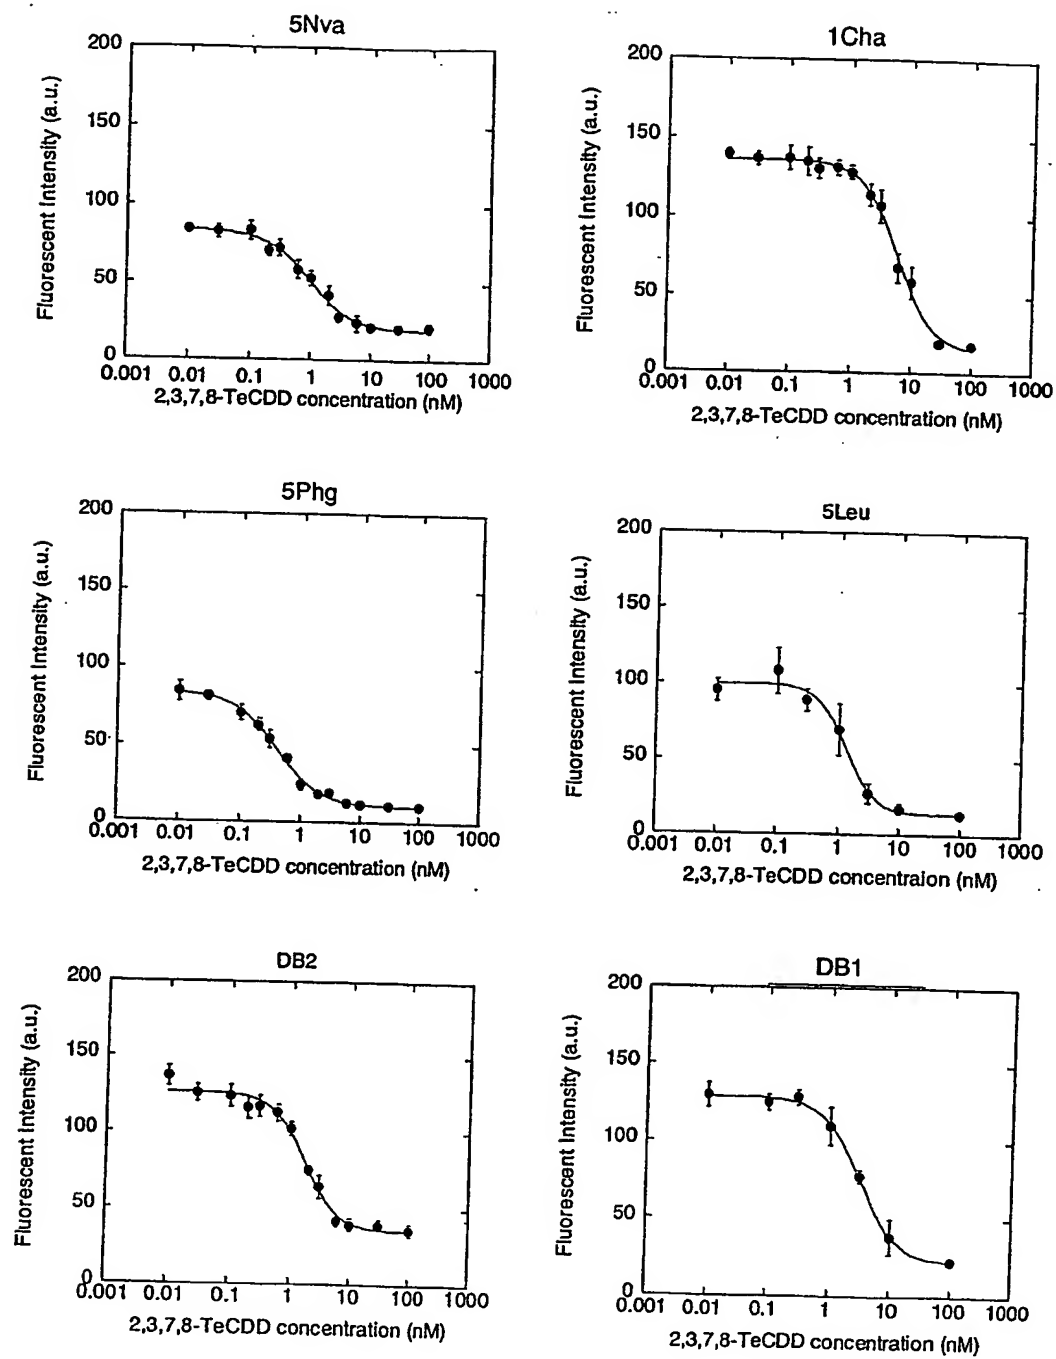 5Nva
200
150
100
50
0
0.001 0.01 0.1 1 10 100 1000
Fluorescent Intensity (a.u.)
2,3,7,8-TeCDD concentration (nM)
1Cha
200
150
100
50
0
0.001 0.01 0.1 1 10 100 1000
Fluorescent Intensity (a.u.)
2,3,7,8-TeCDD concentration (nM)
5Phg
200
150
100
50
0
0.001 0.01 0.1 1 10 100 1000
Fluorescent Intensity (a.u.)
2,3,7,8-TeCDD concentration (nM)
5Leu
200
150
100
50
0
0.001 0.01 0.1 1 10 100 1000
Fluorescent Intensity (a.u.)
2,3,7,8-TeCDD concentraion (nM)
DB2
200
150
100
50
0
0.001 0.01 0.1 1 10 100 1000
Fluorescent Intensity (a.u.)
2,3,7,8-TeCDD concentration (nM)
DB1
200
150
100
50
0
0.001 0.01 0.1 1 10 100 1000
Fluorescent Intensity (a.u.)
2,3,7,8-TeCDD concentration (nM)